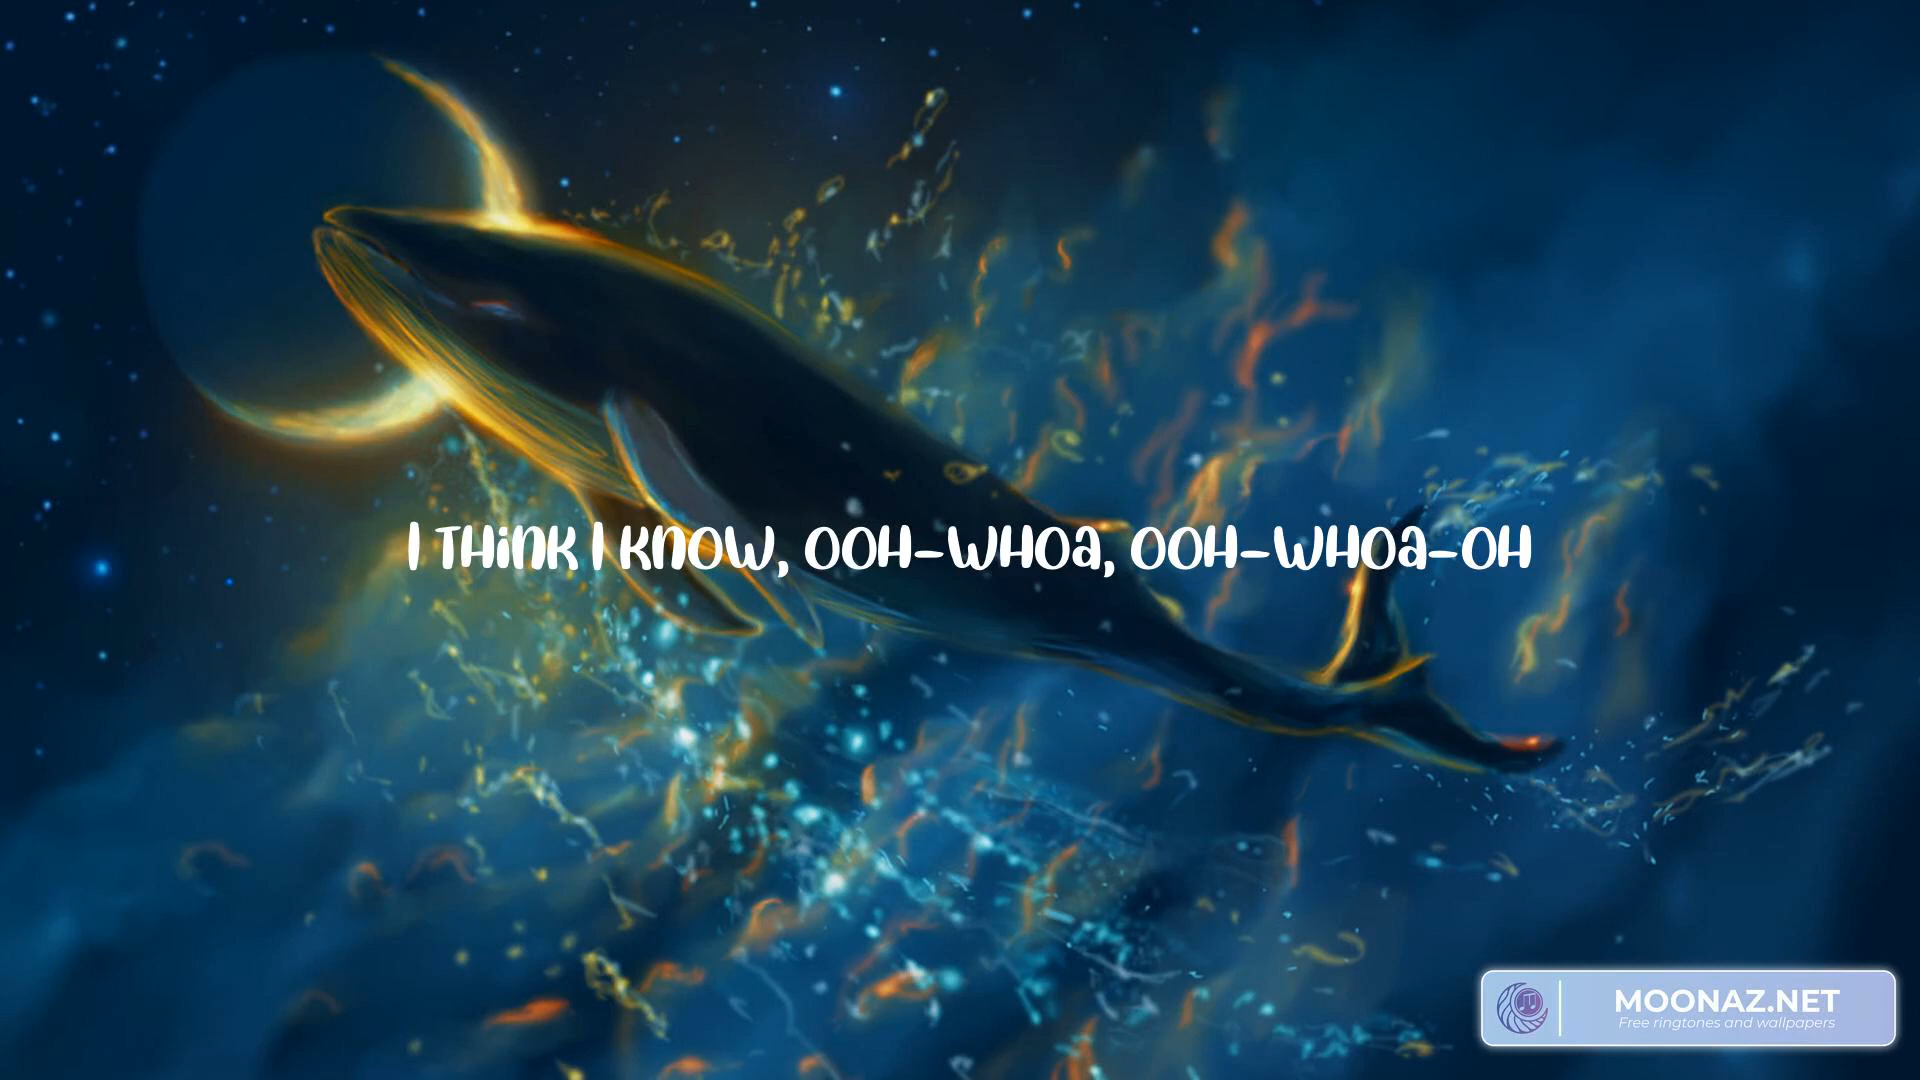 I THINK I KNOW, OOH-WHOA, OOH-WHOA-OH
MOONAZ.NET
Free ringtones and wallpapers